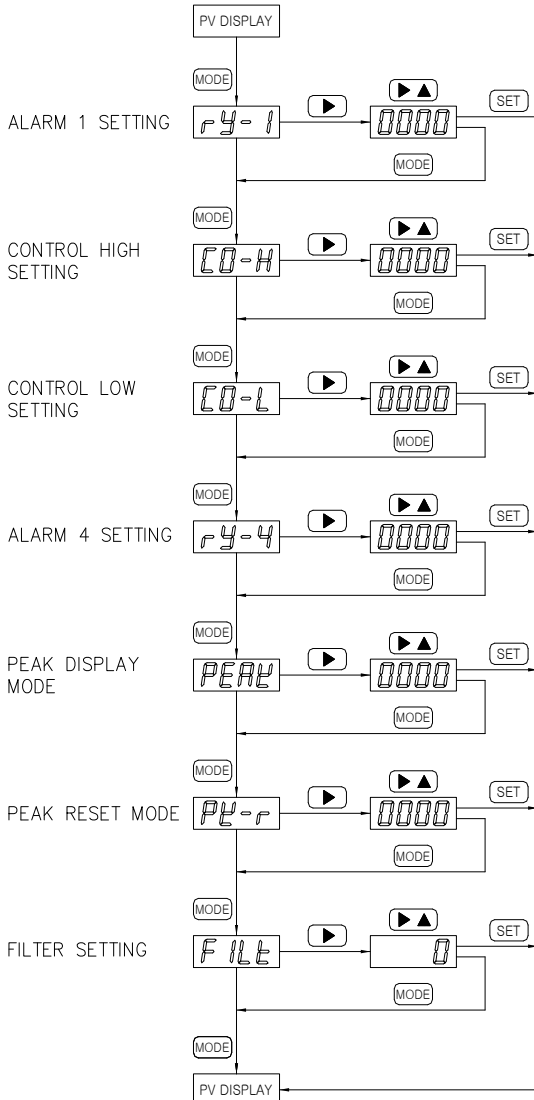 PV DISPLAY
MODE
ALARM 1 SETTING
rY-1
0000
SET
MODE
MODE
CONTROL HIGH
SETTING
CO-H
0000
SET
MODE
MODE
CONTROL LOW
SETTING
CO-L
0000
SET
MODE
MODE
ALARM 4 SETTING
rY-4
0000
SET
MODE
MODE
PEAK DISPLAY
MODE
PEAK
0000
SET
MODE
MODE
PEAK RESET MODE
PK-r
0000
SET
MODE
MODE
FILTER SETTING
FILt
0
SET
MODE
MODE
PV DISPLAY